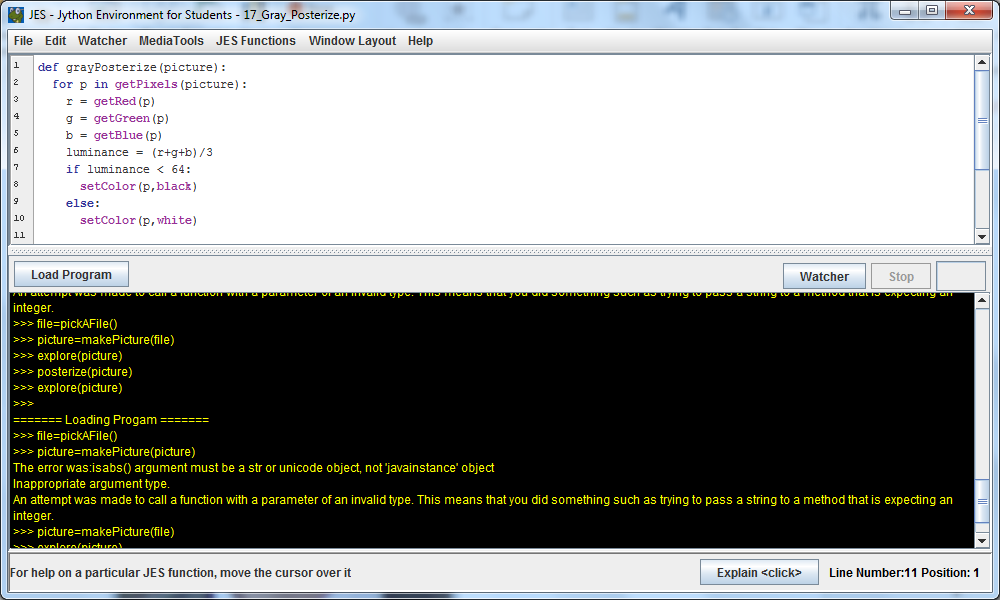 JES - Jython Environment for Students - 17_Gray_Posterize.py
File Edit Watcher MediaTools JES Functions Window Layout Help
1 def grayPosterize(picture):
2 for p in getPixels(picture):
3 r = getRed(p)
4 g = getGreen(p)
5 b = getBlue(p)
6 luminance = (r+g+b)/3
7 if luminance < 64:
8 setColor(p,black)
9 else:
10 setColor(p,white)
11
Load Program Watcher Stop
An attempt was made to call a function with a parameter of an invalid type. This means that you did something such as trying to pass a string to a method that is expecting an
integer.
>>> file=pickAFile()
>>> picture=makePicture(file)
>>> explore(picture)
>>> posterize(picture)
>>> explore(picture)
>>>
======= Loading Progam =======
>>> file=pickAFile()
>>> picture=makePicture(picture)
The error was:isabs() argument must be a str or unicode object, not 'javainstance' object
Inappropriate argument type.
An attempt was made to call a function with a parameter of an invalid type. This means that you did something such as trying to pass a string to a method that is expecting an
integer.
>>> picture=makePicture(file)
>>> explore(picture)
For help on a particular JES function, move the cursor over it Explain <click> Line Number:11 Position: 1